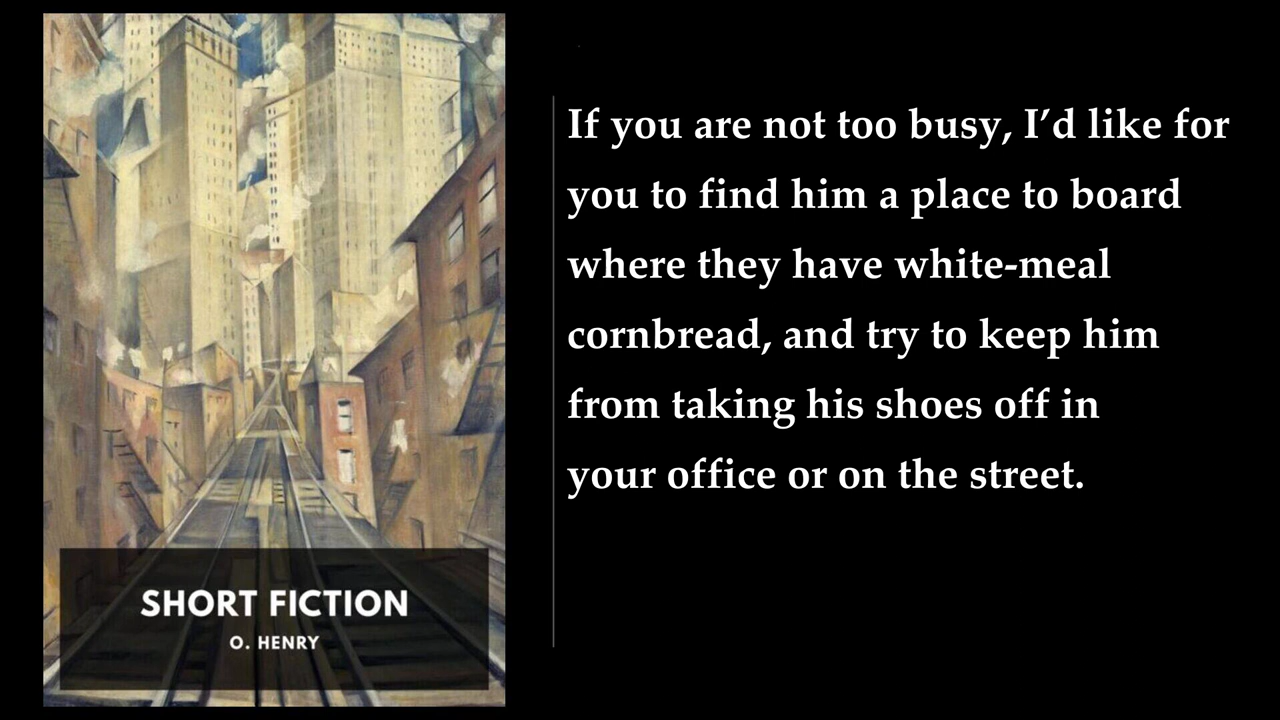 If you are not too busy, I’d like for
you to find him a place to board
where they have white-meal
cornbread, and try to keep him
from taking his shoes off in
your office or on the street.
SHORT FICTION
O. HENRY